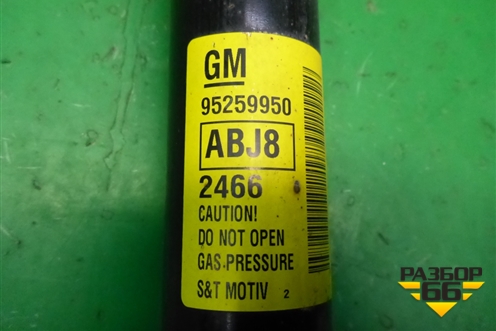 GM
95259950
ABJ8
2466
CAUTION!
DO NOT OPEN
GAS-PRESSURE
S&T MOTIV 2
РАЗБОР
66